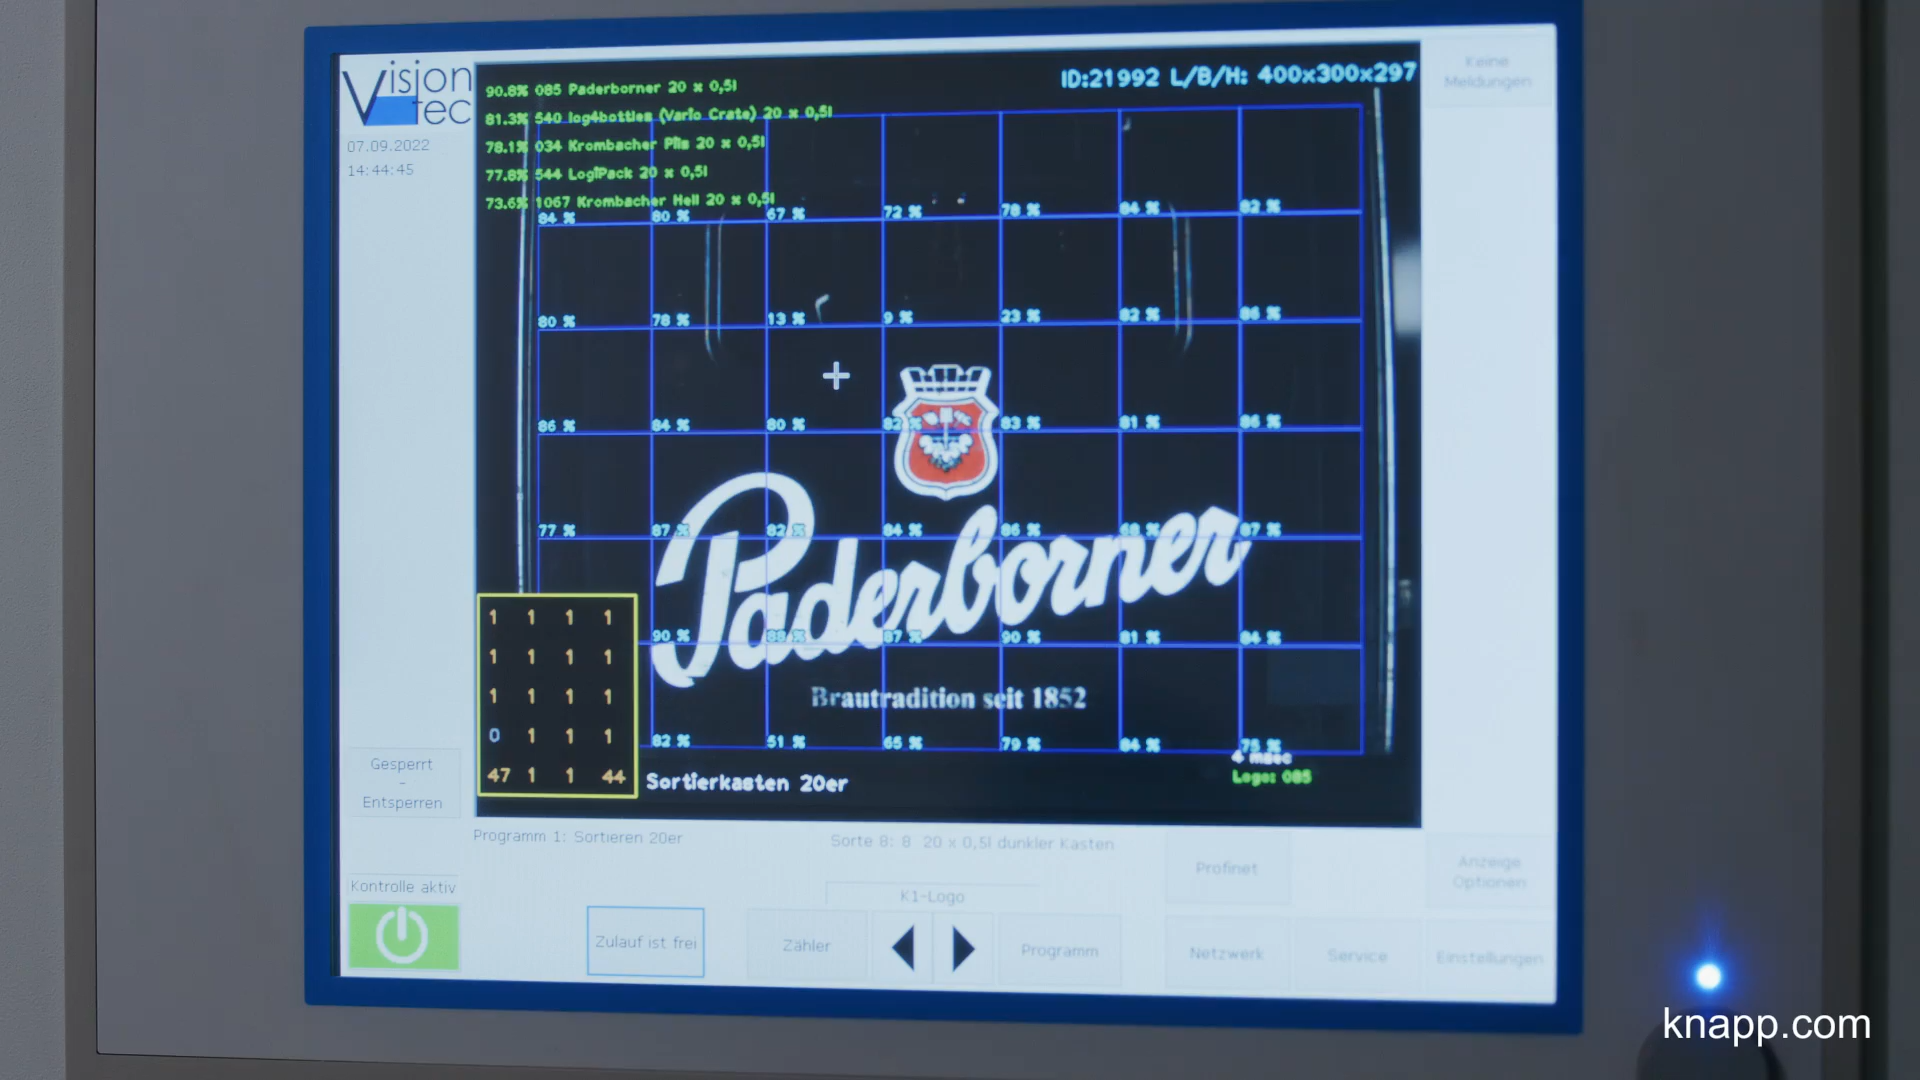 Vision tec
07.09.2022
14:44:45
90.8% 085 Paderborner 20 x 0,5l
81.3% 540 log4bottles (Vario Crate) 20 x 0,5l
78.1% 034 Krombacher Pils 20 x 0,5l
77.8% 544 LogiPack 20 x 0,5l
73.6% 1067 Krombacher Hell 20 x 0,5l
ID:21992 L/B/H: 400x300x297
Keine
Meldungen
84 % 80 % 67 % 72 % 78 % 84 % 82 %
80 % 78 % 13 % 9 % 23 % 82 % 86 %
86 % 84 % 80 % 82 % 83 % 81 % 86 %
77 % 87 % 82 % 84 % 86 % 68 % 87 %
Paderborner
90 % 88 % 87 % 90 % 81 % 84 %
Brautradition seit 1852
82 % 51 % 65 % 79 % 84 % 75 %
1 1 1 1
1 1 1 1
1 1 1 1
0 1 1 1
47 1 1 44
Sortierkasten 20er
4 msec
Logo: 085
Gesperrt
-
Entsperren
Programm 1: Sortieren 20er
Sorte 8: 8 20 x 0,5l dunkler Kasten
Profinet
Anzeige
Optionen
Kontrolle aktiv
K1-Logo
Zulauf ist frei
Zähler
Programm
Netzwerk
Service
Einstellungen
knapp.com